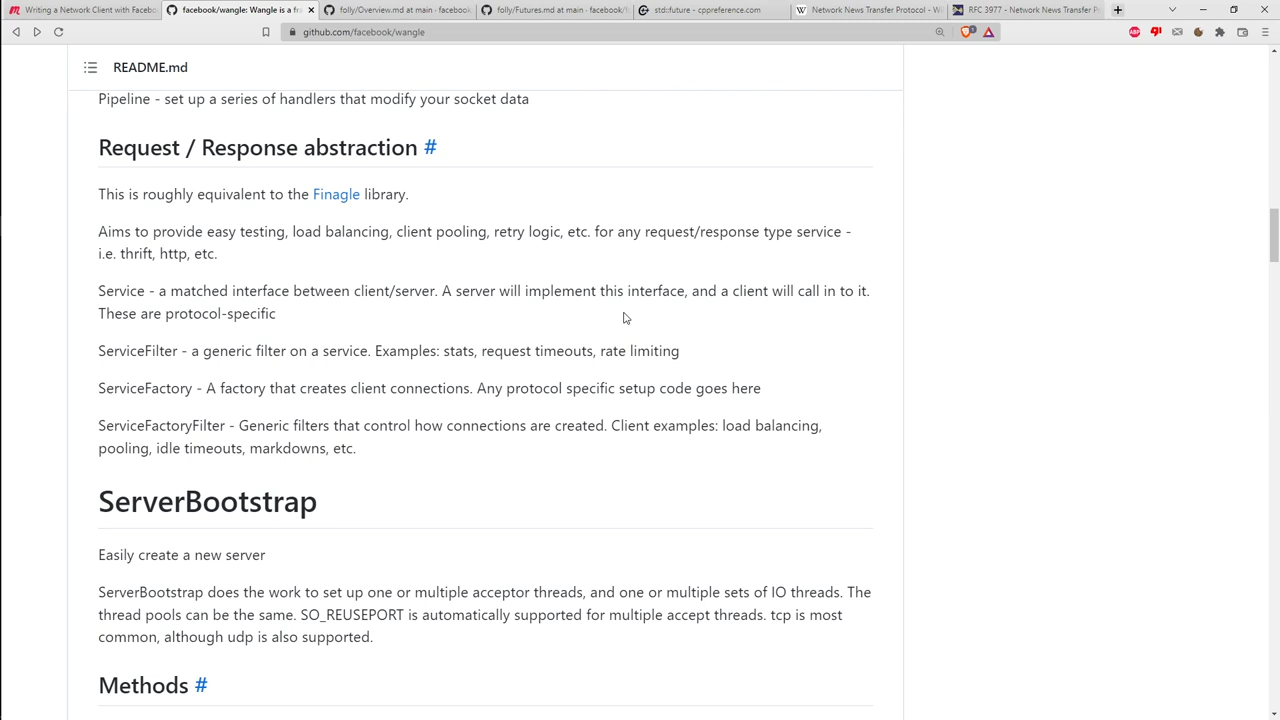 Writing a Network Client with Facebo
facebook/wangle: Wangle is a fra
folly/Overview.md at main · facebook
folly/Futures.md at main · facebook/f
std::future - cppreference.com
Network News Transfer Protocol - Wi
RFC 3977 - Network News Transfer Pr
github.com/facebook/wangle
README.md
Pipeline - set up a series of handlers that modify your socket data
Request / Response abstraction #
This is roughly equivalent to the Finagle library.
Aims to provide easy testing, load balancing, client pooling, retry logic, etc. for any request/response type service -
i.e. thrift, http, etc.
Service - a matched interface between client/server. A server will implement this interface, and a client will call in to it.
These are protocol-specific
ServiceFilter - a generic filter on a service. Examples: stats, request timeouts, rate limiting
ServiceFactory - A factory that creates client connections. Any protocol specific setup code goes here
ServiceFactoryFilter - Generic filters that control how connections are created. Client examples: load balancing,
pooling, idle timeouts, markdowns, etc.
ServerBootstrap
Easily create a new server
ServerBootstrap does the work to set up one or multiple acceptor threads, and one or multiple sets of IO threads. The
thread pools can be the same. SO_REUSEPORT is automatically supported for multiple accept threads. tcp is most
common, although udp is also supported.
Methods #